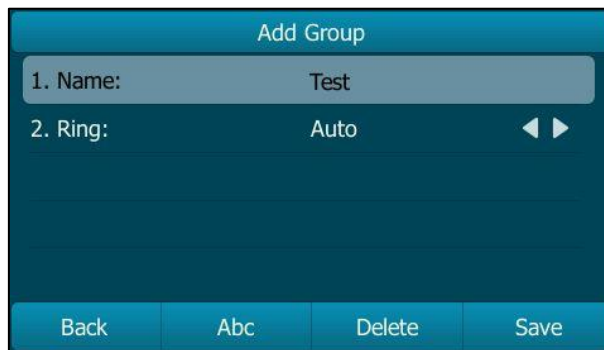 Add Group
1. Name: Test
2. Ring: Auto
Back Abc Delete Save